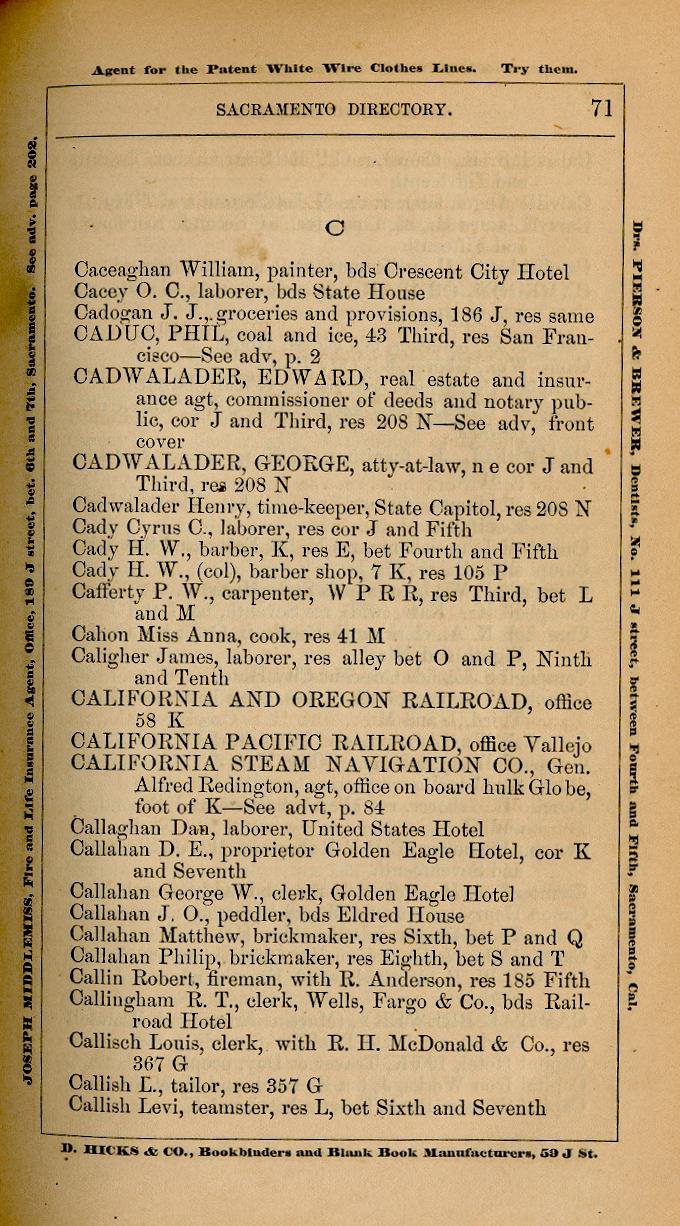 Agent for the Patent White Wire Clothes Lines. Try them.
SACRAMENTO DIRECTORY. 71
C
Caceaghan William, painter, bds Crescent City Hotel
Cacey O. C., laborer, bds State House
Cadogan J. J., groceries and provisions, 186 J, res same
CADUC, PHIL, coal and ice, 43 Third, res San Fran-
cisco—See adv, p. 2
CADWALADER, EDWARD, real estate and insur-
ance agt, commissioner of deeds and notary pub-
lic, cor J and Third, res 208 N—See adv, front
cover
CADWALADER, GEORGE, atty-at-law, n e cor J and
Third, res 208 N
Cadwalader Henry, time-keeper, State Capitol, res 208 N
Cady Cyrus C., laborer, res cor J and Fifth
Cady H. W., barber, K, res E, bet Fourth and Fifth
Cady H. W., (col), barber shop, 7 K, res 105 P
Cafferty P. W., carpenter, W P R R, res Third, bet L
and M
Cahon Miss Anna, cook, res 41 M
Caligher James, laborer, res alley bet O and P, Ninth
and Tenth
CALIFORNIA AND OREGON RAILROAD, office
58 K
CALIFORNIA PACIFIC RAILROAD, office Vallejo
CALIFORNIA STEAM NAVIGATION CO., Gen.
Alfred Redington, agt, office on board hulk Globe,
foot of K—See advt, p. 84
Callaghan Dan, laborer, United States Hotel
Callahan D. E., proprietor Golden Eagle Hotel, cor K
and Seventh
Callahan George W., clerk, Golden Eagle Hotel
Callahan J. O., peddler, bds Eldred House
Callahan Matthew, brickmaker, res Sixth, bet P and Q
Callahan Philip, brickmaker, res Eighth, bet S and T
Callin Robert, fireman, with R. Anderson, res 185 Fifth
Callingham R. T., clerk, Wells, Fargo & Co., bds Rail-
road Hotel
Callisch Louis, clerk, with R. H. McDonald & Co., res
367 G
Callish E., tailor, res 357 G
Callish Levi, teamster, res L, bet Sixth and Seventh
D. HICKS & CO., Bookbinders and Blank Book Manufacturers, 59 J St.
JOSEPH MIDDLEMISS, Fire and Life Insurance Agent, Office, 189 J street, bet. 6th and 7th, Sacramento. See adv. page 202.
Drs. PIERSON & BREWER, Dentists, No. 111 J street, between Fourth and Fifth, Sacramento, Cal.